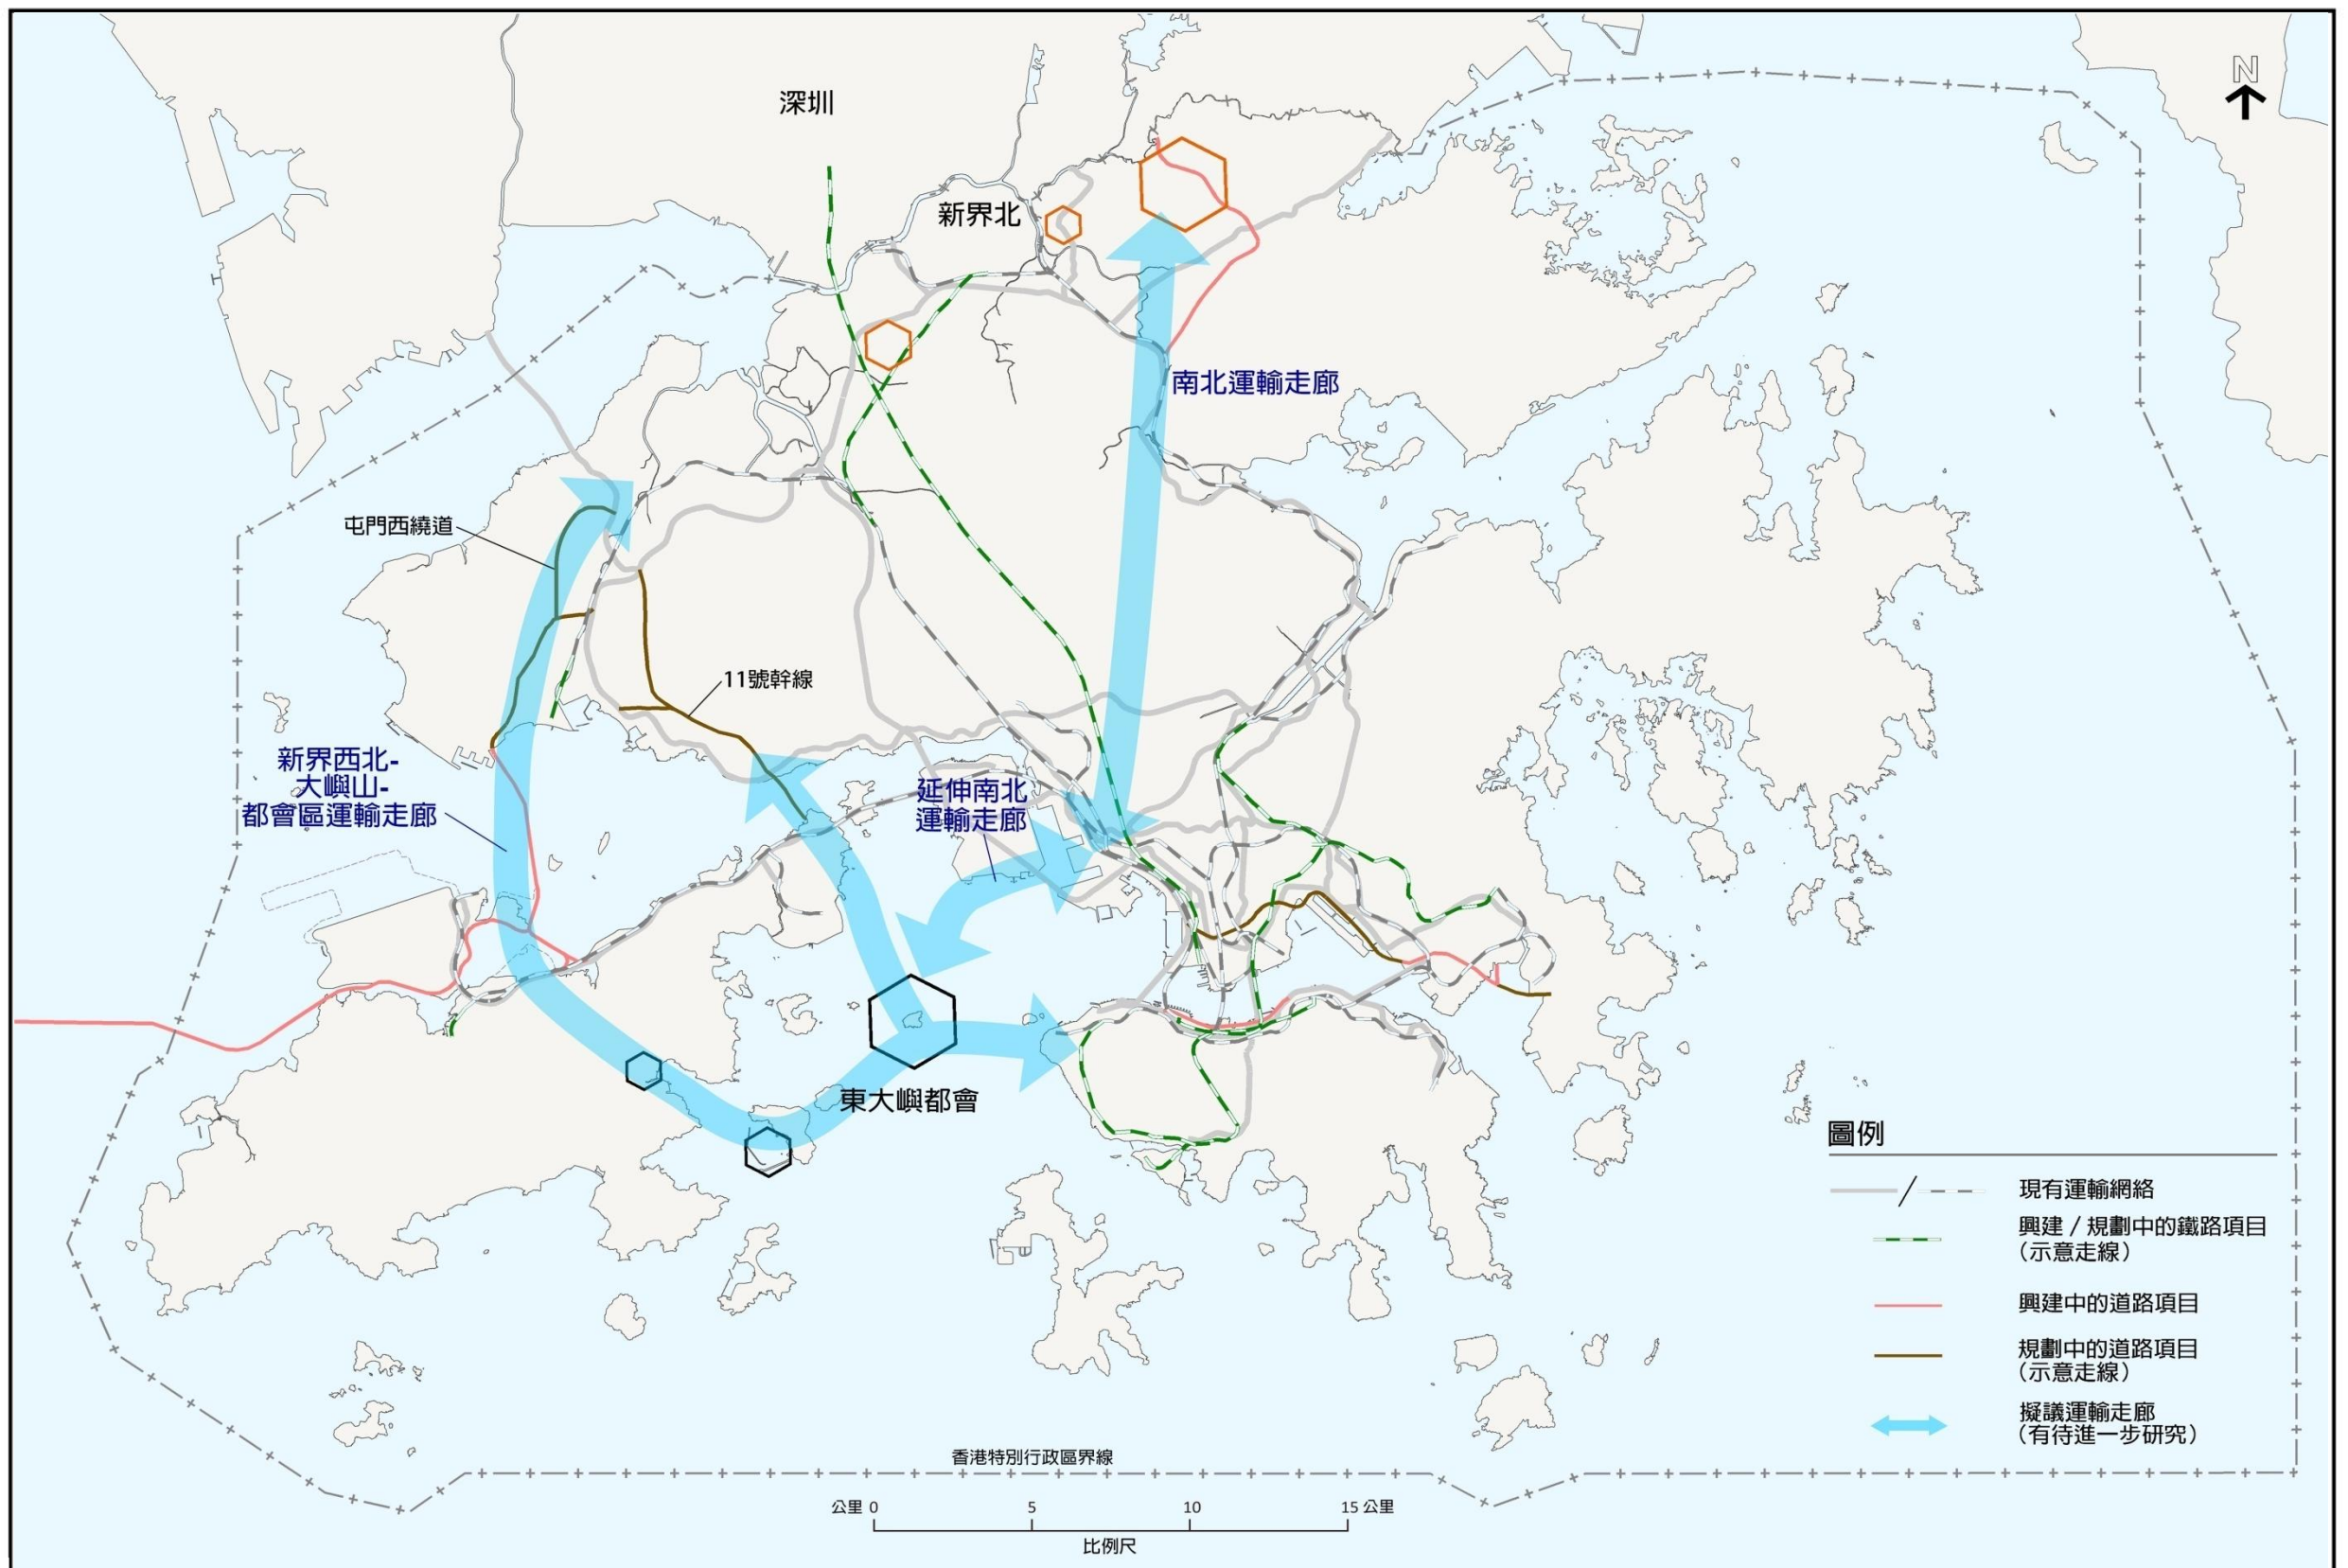 N
深圳
新界北
南北運輸走廊
屯門西繞道
11號幹線
新界西北-
大嶼山-
都會區運輸走廊
延伸南北
運輸走廊
東大嶼都會
圖例
現有運輸網絡
興建／規劃中的鐵路項目
（示意走線）
興建中的道路項目
規劃中的道路項目
（示意走線）
擬議運輸走廊
（有待進一步研究）
香港特別行政區界線
公里 0 5 10 15 公里
比例尺